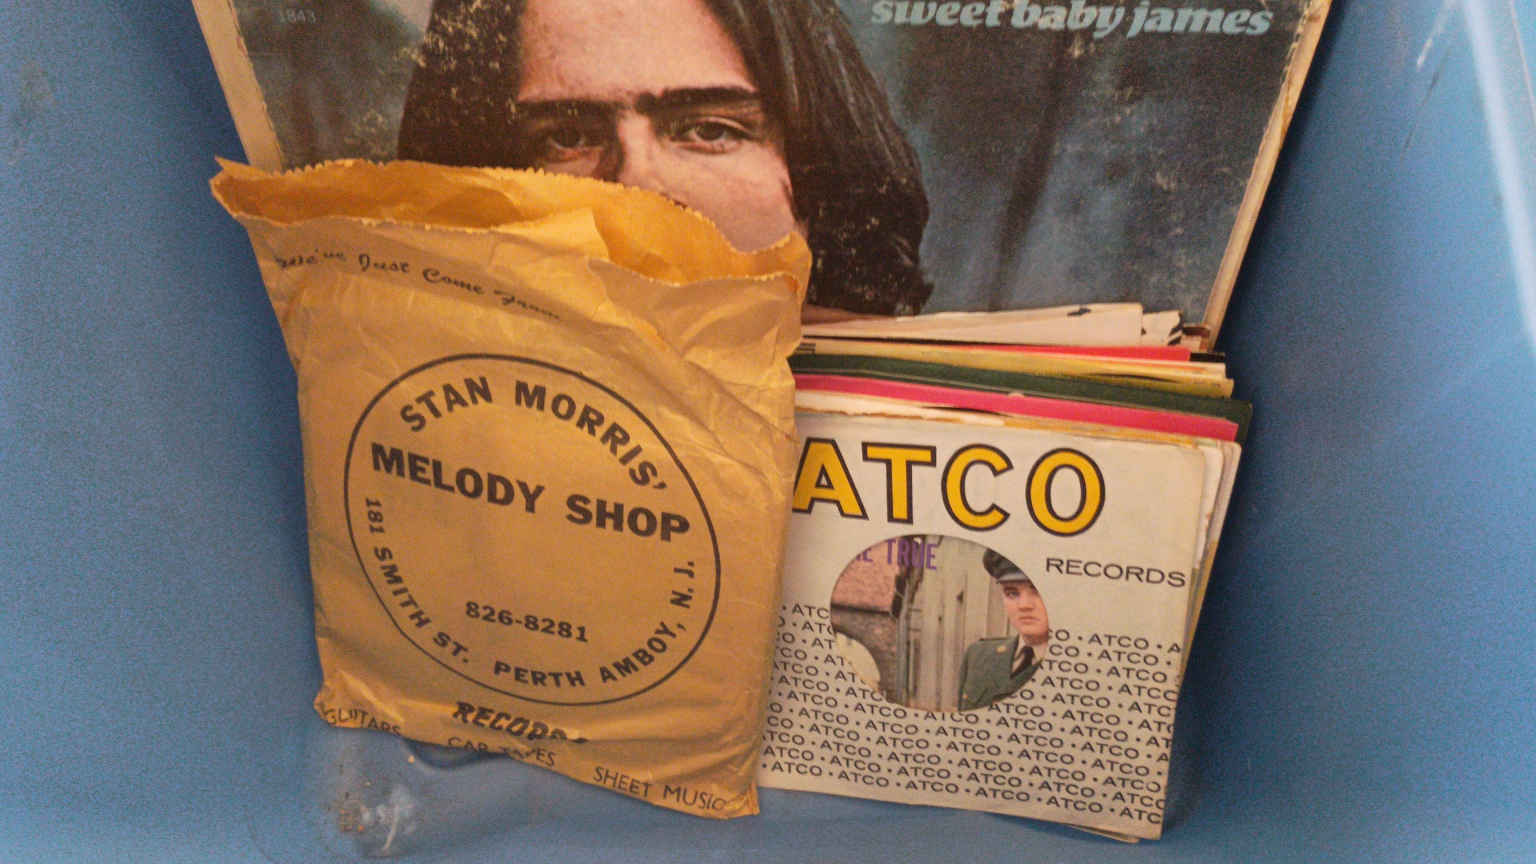 1843
sweet baby james
We've Just Come From
STAN MORRIS'
MELODY SHOP
826-8281
181 SMITH ST. PERTH AMBOY, N.J.
RECORDS
GUITARS CAR TAPES SHEET MUSIC
ATCO
RECORDS
TRUE
ATCO • ATCO • ATCO • ATCO